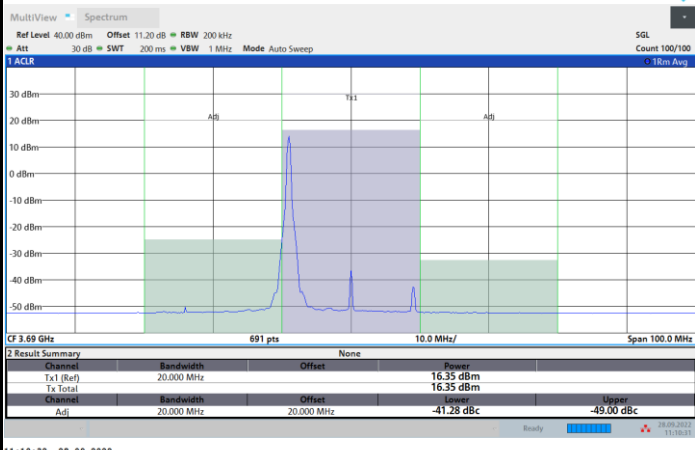 MultiView Spectrum
Ref Level 40.00 dBm Offset 11.20 dB RBW 200 kHz SGL
Att 30 dB SWT 200 ms VBW 1 MHz Mode Auto Sweep Count 100/100
1 ACLR 1Rm Avg
30 dBm
Tx1
20 dBm
Adj Adj
10 dBm
0 dBm
-10 dBm
-20 dBm
-30 dBm
-40 dBm
-50 dBm
CF 3.69 GHz 691 pts 10.0 MHz/ Span 100.0 MHz
2 Result Summary None
Channel Bandwidth Offset Power
Tx1 (Ref) 20.000 MHz 16.35 dBm
Tx Total 16.35 dBm
Channel Bandwidth Offset Lower Upper
Adj 20.000 MHz 20.000 MHz -41.28 dBc -49.00 dBc
Ready 28.09.2022
11:10:31